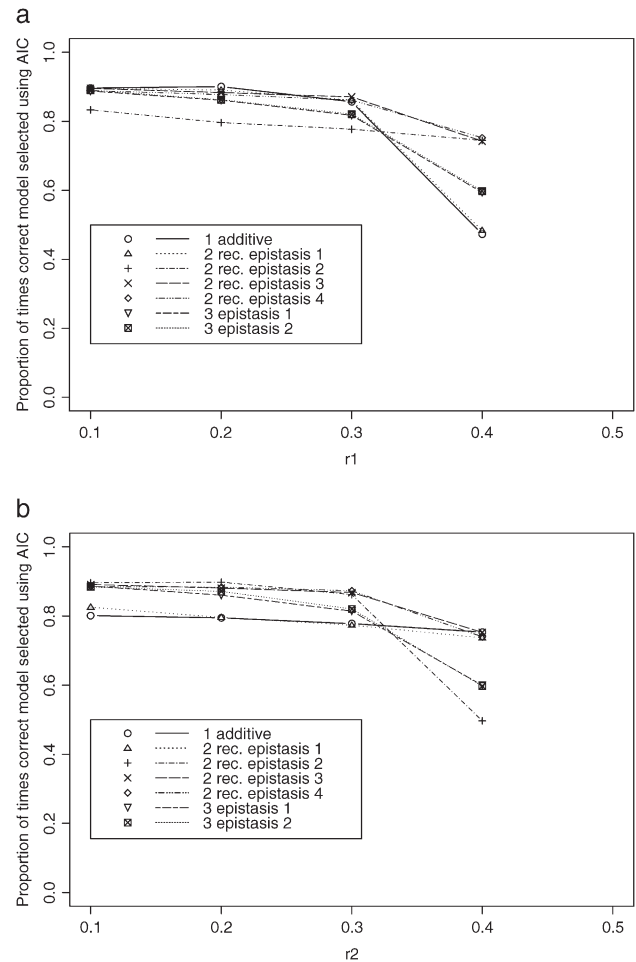 a
Proportion of times correct model selected using AIC
1.0
0.8
0.6
0.4
0.2
0.0
1 additive
2 rec. epistasis 1
2 rec. epistasis 2
2 rec. epistasis 3
2 rec. epistasis 4
3 epistasis 1
3 epistasis 2
0.1 0.2 0.3 0.4 0.5
r1
b
Proportion of times correct model selected using AIC
1.0
0.8
0.6
0.4
0.2
0.0
1 additive
2 rec. epistasis 1
2 rec. epistasis 2
2 rec. epistasis 3
2 rec. epistasis 4
3 epistasis 1
3 epistasis 2
0.1 0.2 0.3 0.4 0.5
r2